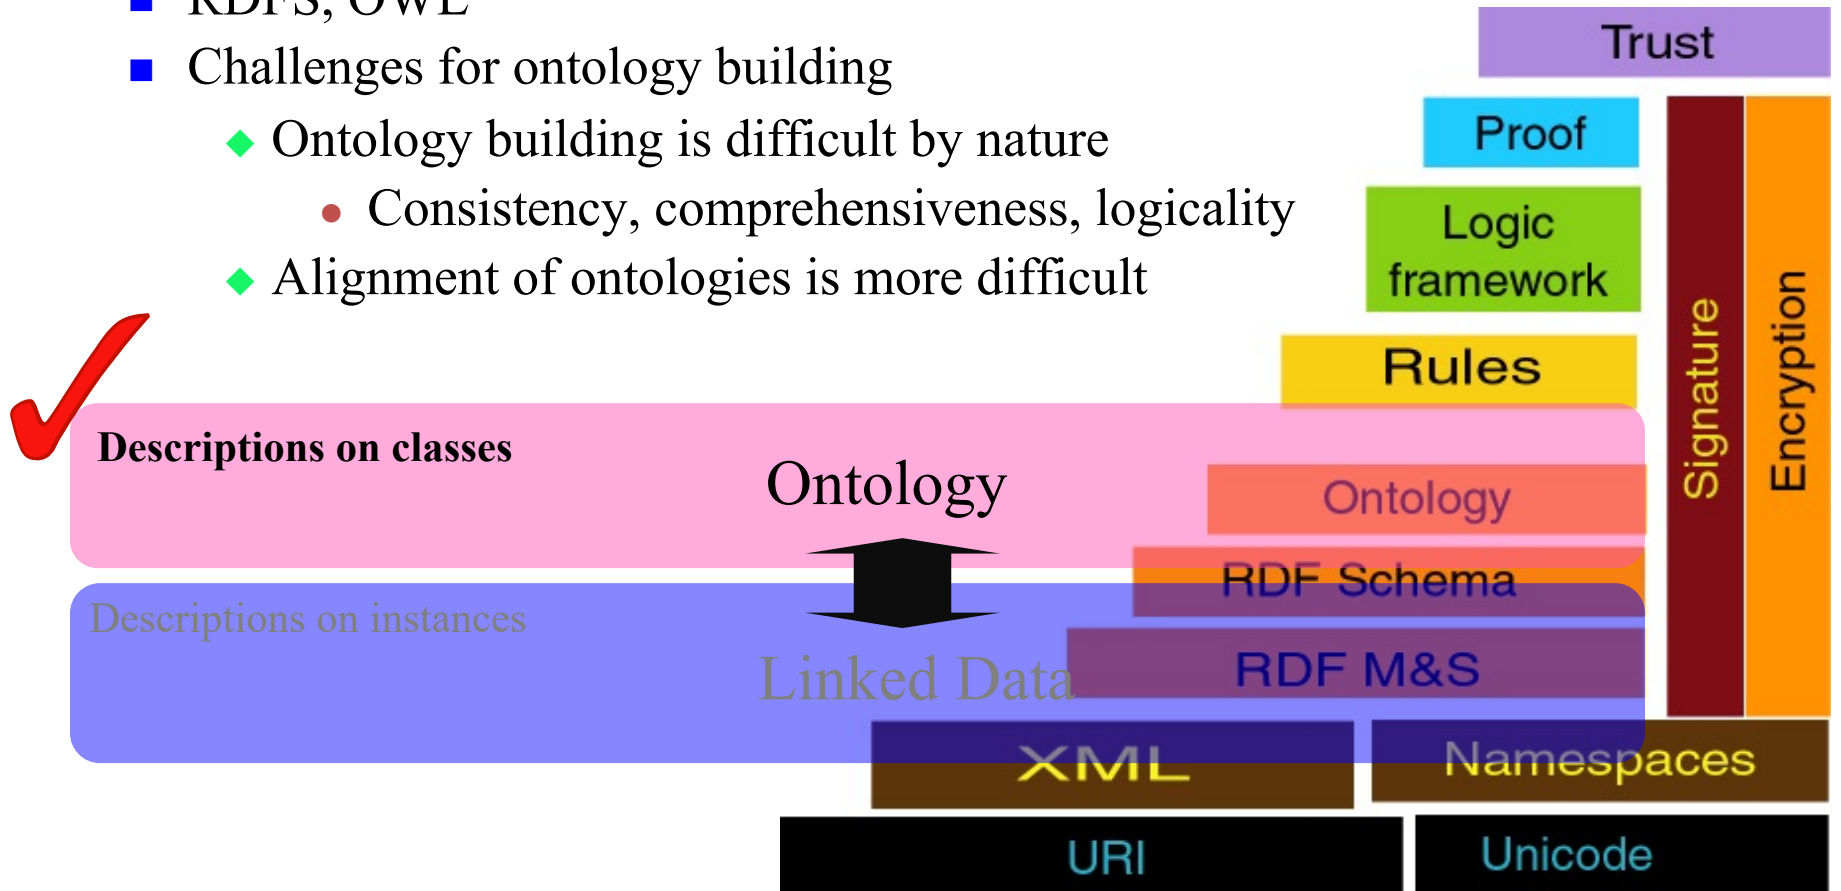 RDFS, OWL
Challenges for ontology building
Ontology building is difficult by nature
Consistency, comprehensiveness, logicality
Alignment of ontologies is more difficult
Descriptions on classes
Ontology
Descriptions on instances
Linked Data
Trust
Proof
Logic
framework
Rules
Ontology
RDF Schema
RDF M&S
XML
Namespaces
URI
Unicode
Signature
Encryption